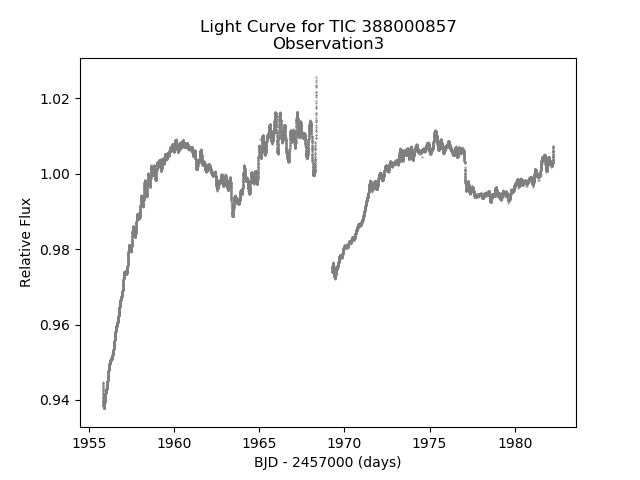 Light Curve for TIC 388000857
Observation3
1.02
1.00
0.98
0.96
0.94
Relative Flux
1955
1960
1965
1970
1975
1980
BJD - 2457000 (days)